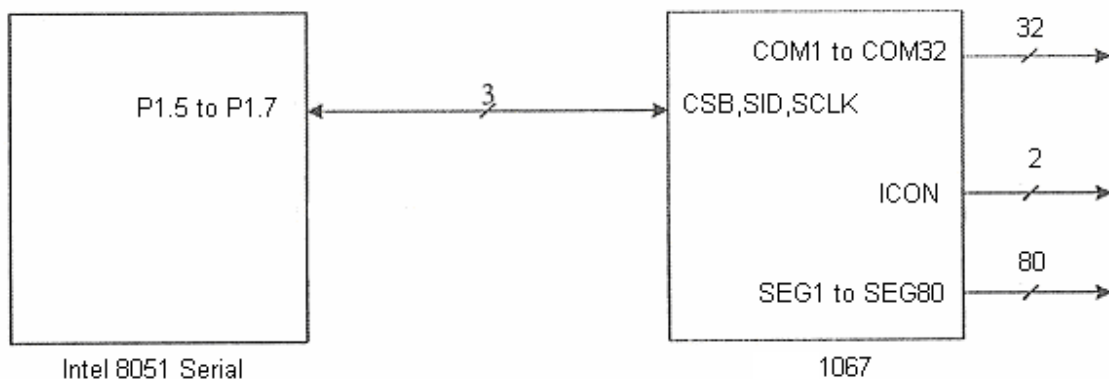 32
COM1 to COM32
P1.5 to P1.7
3
CSB,SID,SCLK
2
ICON
80
SEG1 to SEG80
Intel 8051 Serial
1067